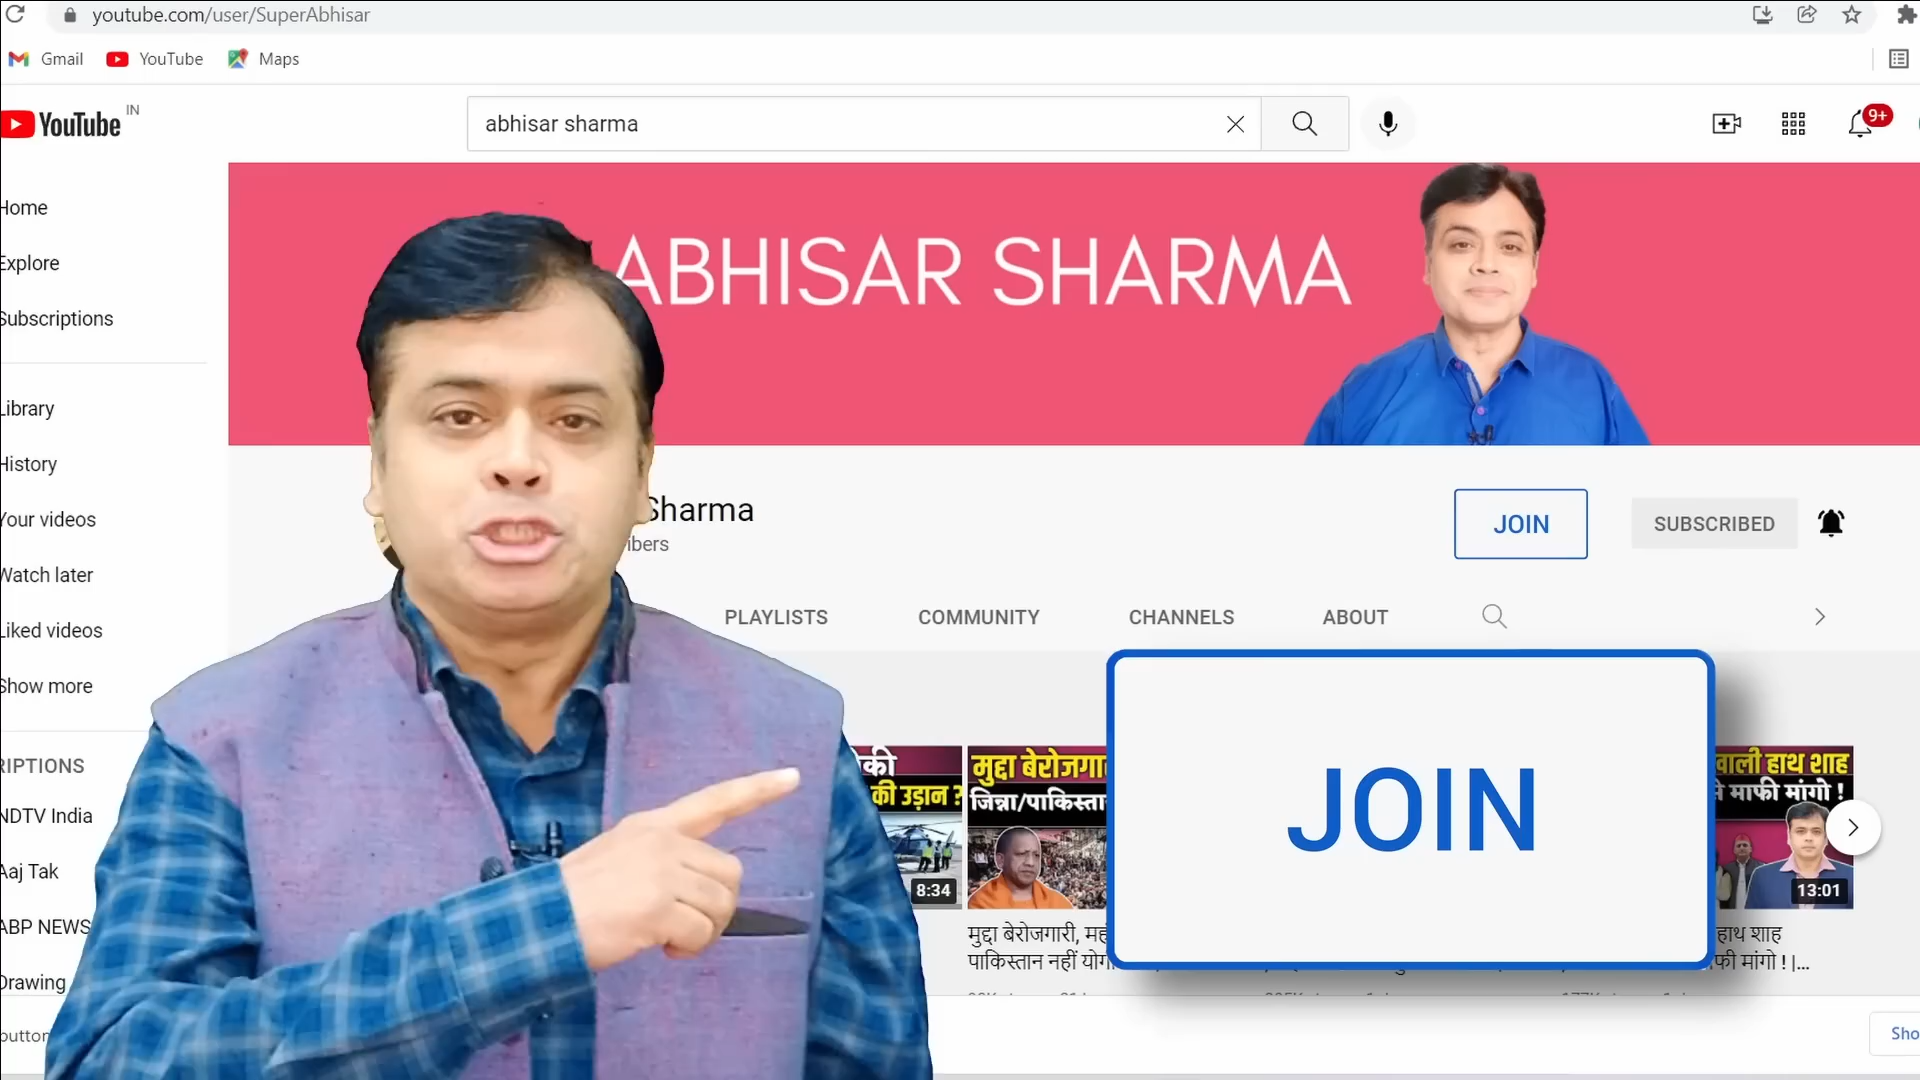 youtube.com/user/SuperAbhisar
Gmail YouTube Maps
YouTube IN
abhisar sharma
9+
Home
Explore
Subscriptions
Library
History
Your videos
Watch later
Liked videos
Show more
RIPTIONS
NDTV India
Aaj Tak
ABP NEWS
Drawing
button
ABHISAR SHARMA
Sharma
ibers
JOIN
SUBSCRIBED
PLAYLISTS COMMUNITY CHANNELS ABOUT
की
की उड़ान ?
8:34
मुद्दा बेरोजगा
जिन्ना/पाकिस्ता
मुद्दा बेरोजगारी, मह
पाकिस्तान नहीं योग
JOIN
वाली हाथ शाह
से माफी मांगो !
13:01
हाथ शाह
फी मांगो ! |...
Sho